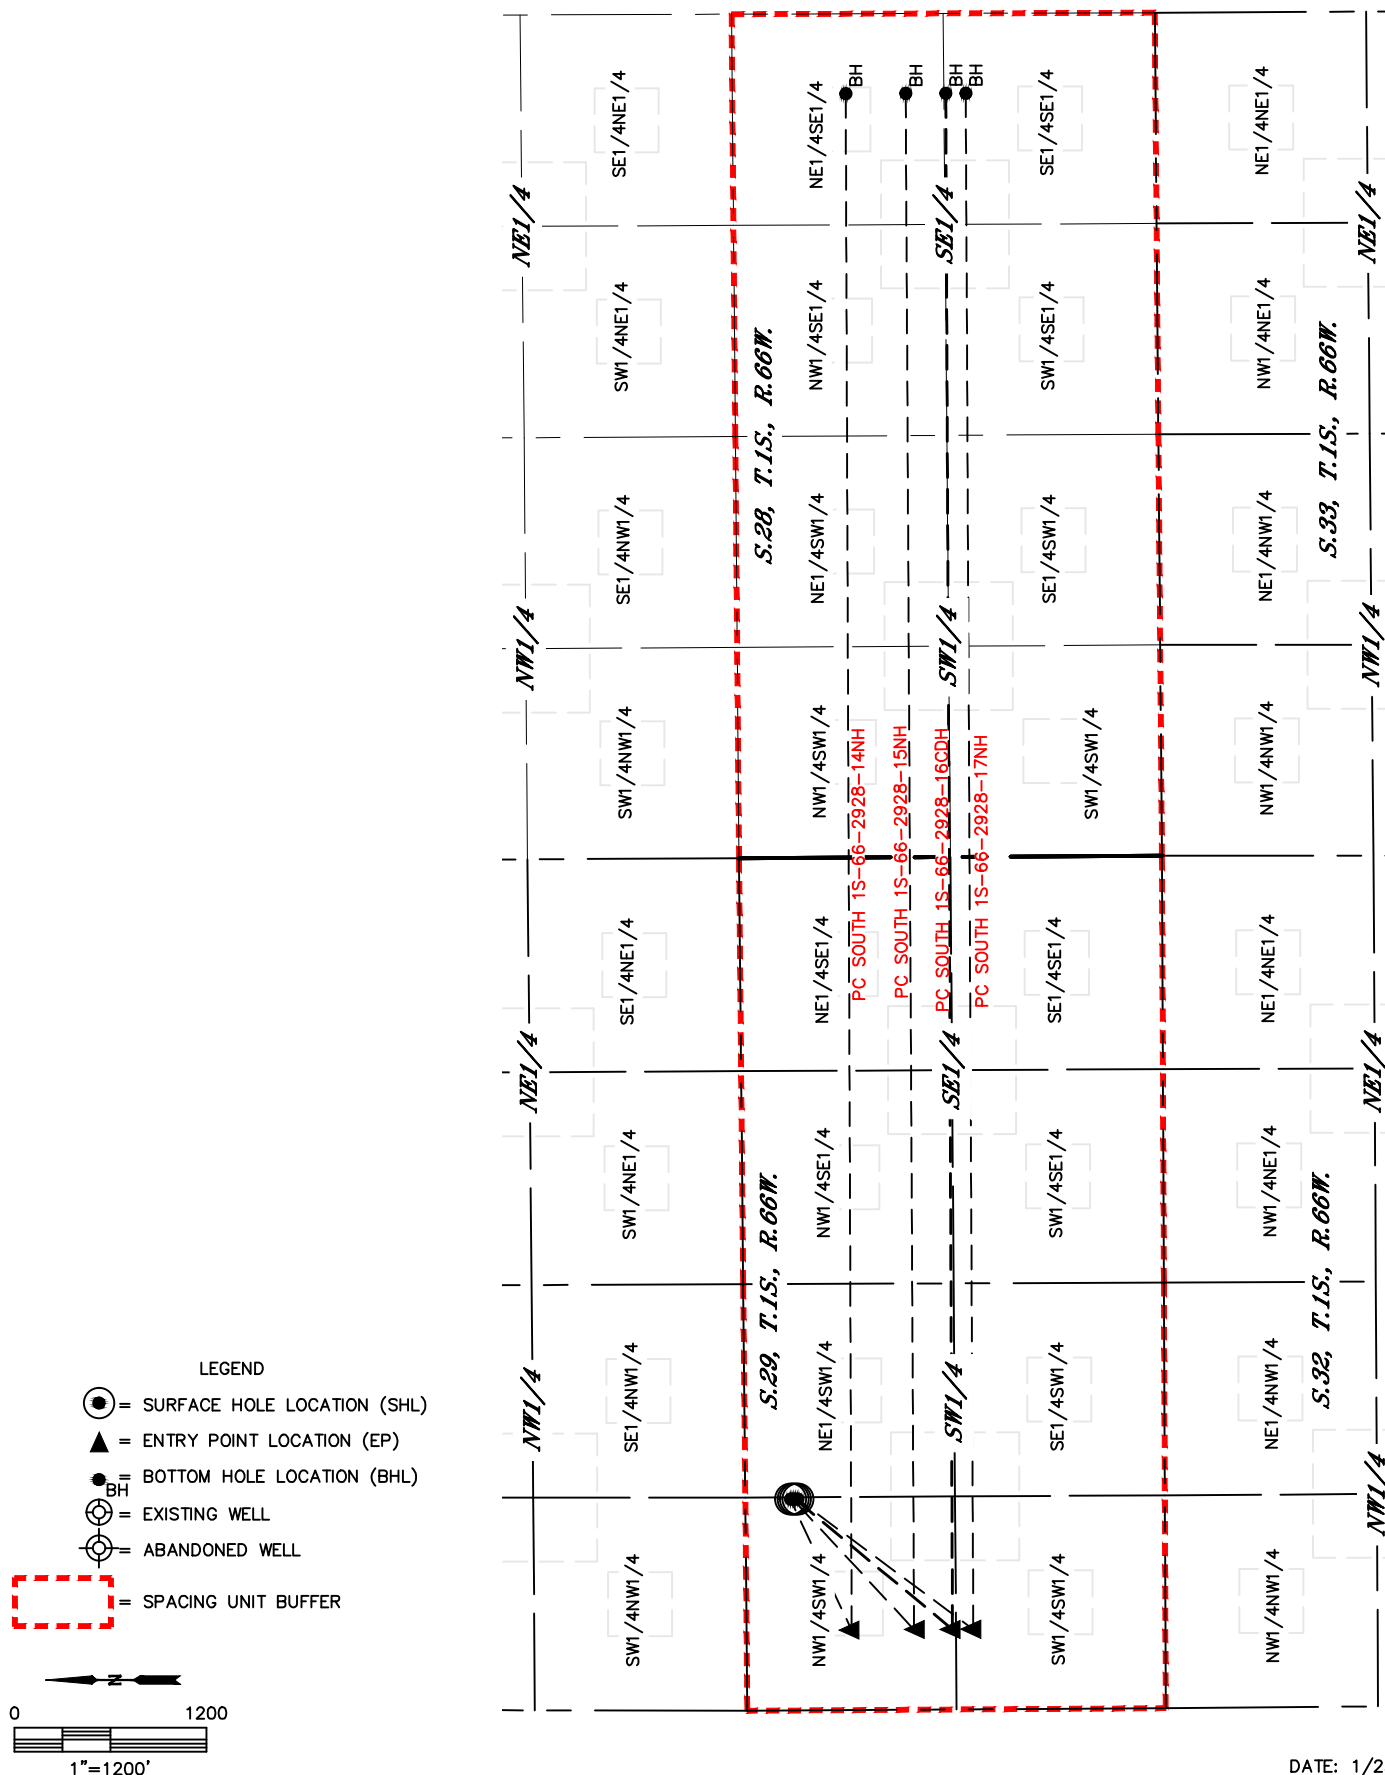 BH
BH
BH
BH
SE1/4NE1/4
NE1/4SE1/4
SE1/4SE1/4
NE1/4NE1/4
NE1/4
SE1/4
NE1/4
SW1/4NE1/4
NW1/4SE1/4
SW1/4SE1/4
NW1/4NE1/4
S.28, T.1S., R.66W.
S.33, T.1S., R.66W.
SE1/4NW1/4
NE1/4SW1/4
SE1/4SW1/4
NE1/4NW1/4
NW1/4
SW1/4
NW1/4
SW1/4NW1/4
NW1/4SW1/4
SW1/4SW1/4
NW1/4NW1/4
PC SOUTH 1S-66-2928-14NH
PC SOUTH 1S-66-2928-15NH
PC SOUTH 1S-66-2928-16CDH
PC SOUTH 1S-66-2928-17NH
SE1/4NE1/4
NE1/4SE1/4
SE1/4SE1/4
NE1/4NE1/4
NE1/4
SE1/4
NE1/4
SW1/4NE1/4
NW1/4SE1/4
SW1/4SE1/4
NW1/4NE1/4
S.29, T.1S., R.66W.
S.32, T.1S., R.66W.
SE1/4NW1/4
NE1/4SW1/4
SE1/4SW1/4
NE1/4NW1/4
NW1/4
SW1/4
NW1/4
SW1/4NW1/4
NW1/4SW1/4
SW1/4SW1/4
NW1/4NW1/4
LEGEND
= SURFACE HOLE LOCATION (SHL)
= ENTRY POINT LOCATION (EP)
BH = BOTTOM HOLE LOCATION (BHL)
= EXISTING WELL
= ABANDONED WELL
= SPACING UNIT BUFFER
N
0 1200
1"=1200'
DATE: 1/2